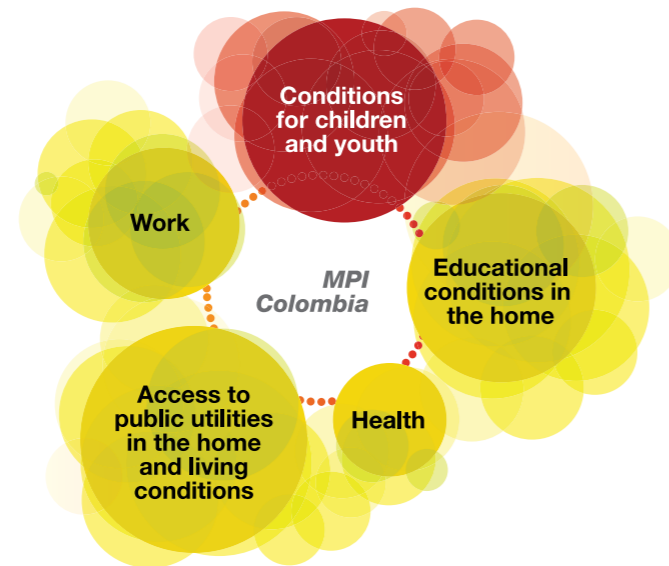 Conditions
for children
and youth
Work
MPI
Colombia
Educational
conditions in
the home
Access to
public utilities
in the home
and living
conditions
Health